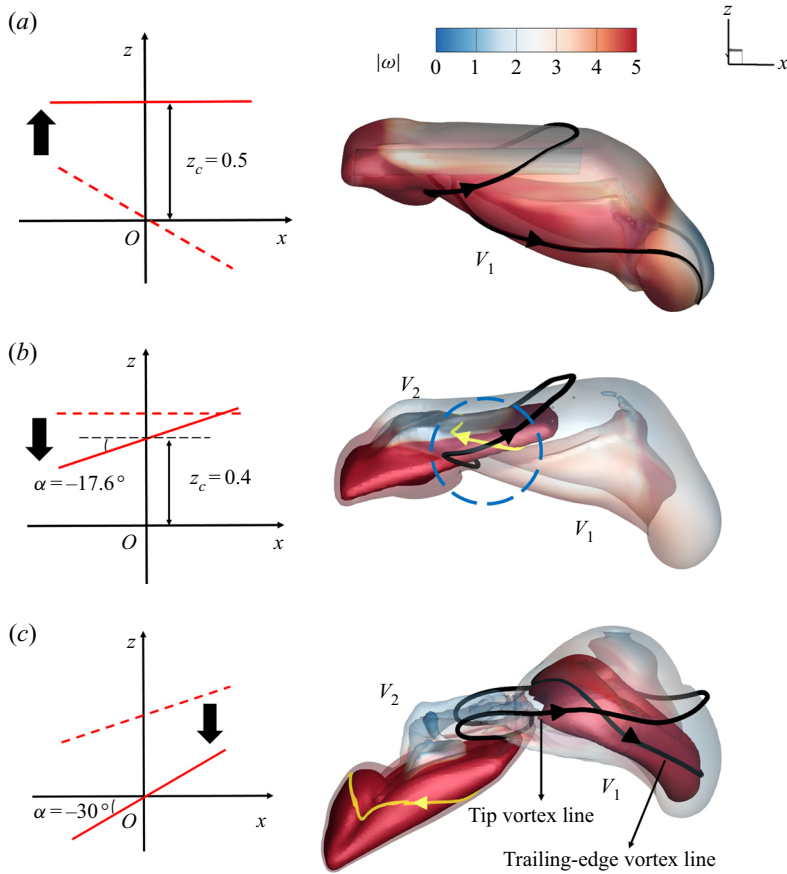 (a)
z
z_c = 0.5
O
x
|ω|
0 1 2 3 4 5
z
x
V_1
(b)
z
α = –17.6°
z_c = 0.4
O
x
V_2
V_1
(c)
z
α = –30°
O
x
V_2
V_1
Tip vortex line
Trailing-edge vortex line